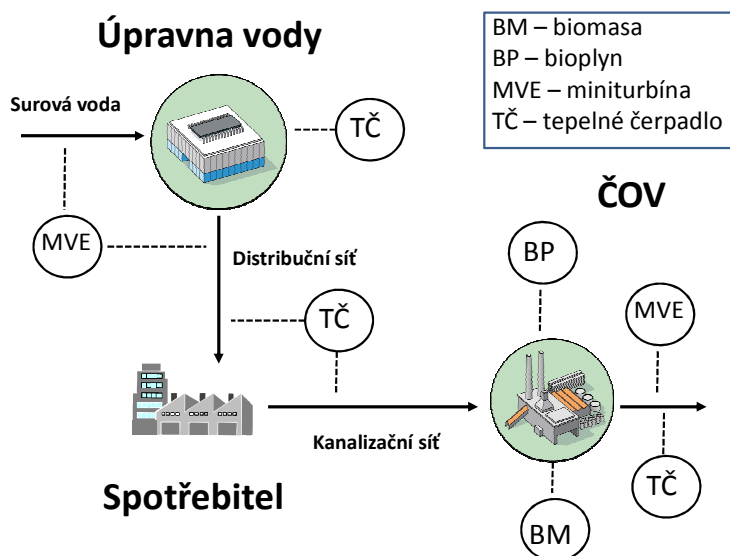 Úpravna vody
BM – biomasa
BP – bioplyn
MVE – miniturbína
TČ – tepelné čerpadlo
Surová voda
TČ
ČOV
MVE
BP
Distribuční síť
MVE
TČ
Kanalizační síť
Spotřebitel
TČ
BM